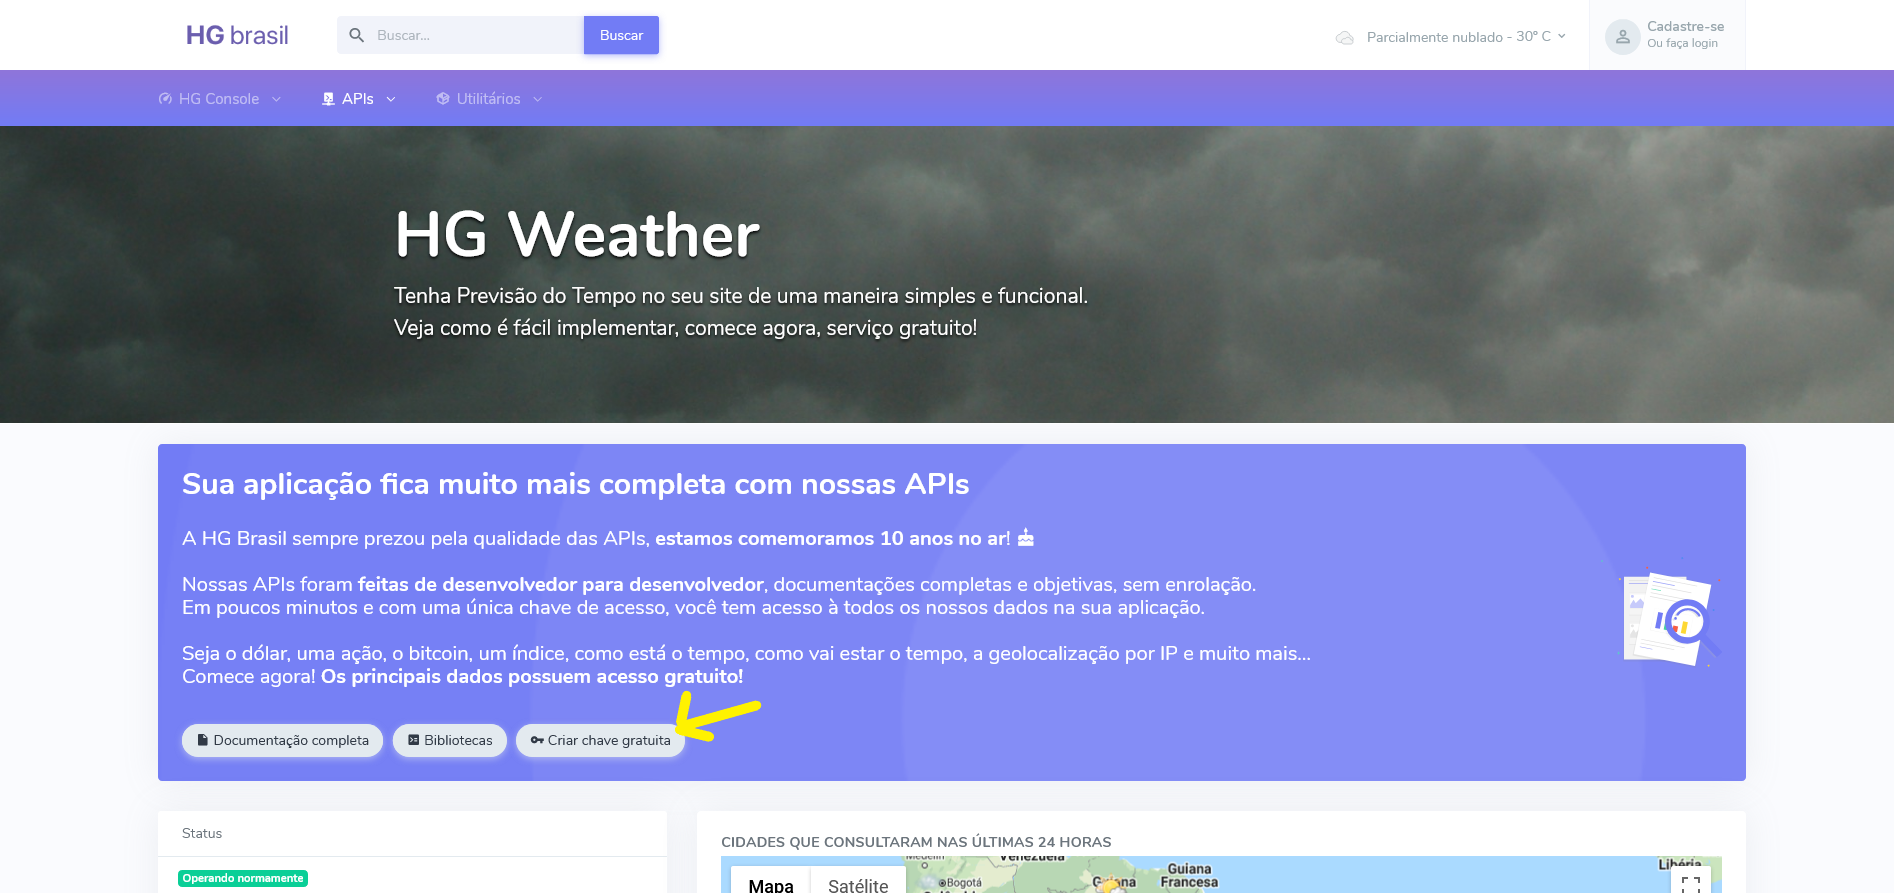 HG brasil
Buscar...
Buscar
Parcialmente nublado - 30º C
Cadastre-se
Ou faça login
HG Console
APIs
Utilitários
HG Weather
Tenha Previsão do Tempo no seu site de uma maneira simples e funcional.
Veja como é fácil implementar, comece agora, serviço gratuito!
Sua aplicação fica muito mais completa com nossas APIs
A HG Brasil sempre prezou pela qualidade das APIs, estamos comemoramos 10 anos no ar!
Nossas APIs foram feitas de desenvolvedor para desenvolvedor, documentações completas e objetivas, sem enrolação.
Em poucos minutos e com uma única chave de acesso, você tem acesso à todos os nossos dados na sua aplicação.
Seja o dólar, uma ação, o bitcoin, um índice, como está o tempo, como vai estar o tempo, a geolocalização por IP e muito mais...
Comece agora! Os principais dados possuem acesso gratuito!
Documentação completa
Bibliotecas
Criar chave gratuita
Status
CIDADES QUE CONSULTARAM NAS ÚLTIMAS 24 HORAS
Operando normalmente
Medellín
Venezuela
Guiana
Guiana
Francesa
Libéria
Bogotá
Mapa
Satélite